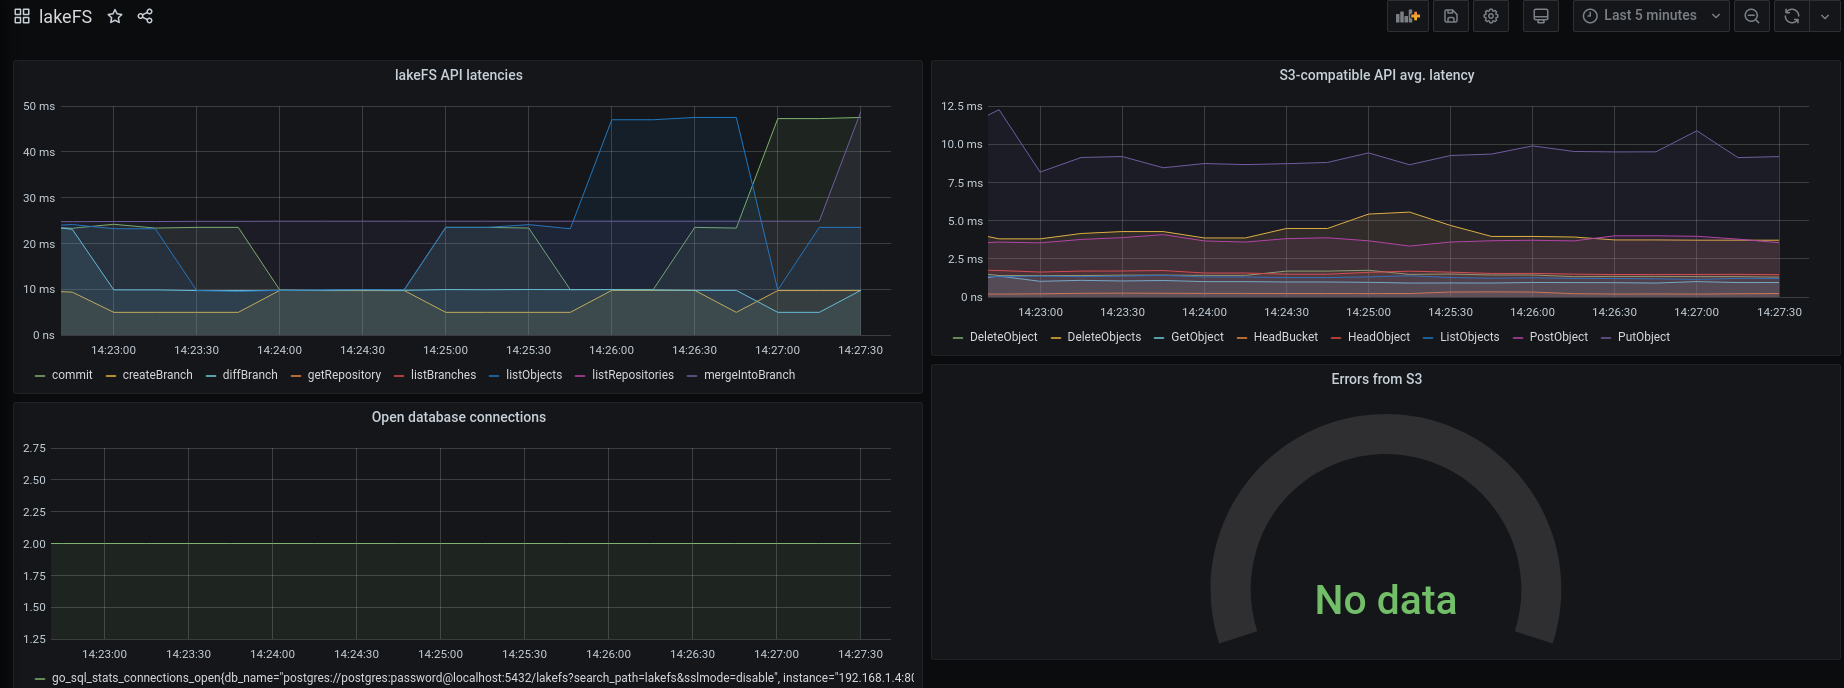 lakeFS
Last 5 minutes
lakeFS API latencies
50 ms
40 ms
30 ms
20 ms
10 ms
0 ns
14:23:00 14:23:30 14:24:00 14:24:30 14:25:00 14:25:30 14:26:00 14:26:30 14:27:00 14:27:30
commit createBranch diffBranch getRepository listBranches listObjects listRepositories mergeIntoBranch
S3-compatible API avg. latency
12.5 ms
10.0 ms
7.5 ms
5.0 ms
2.5 ms
0 ns
14:23:00 14:23:30 14:24:00 14:24:30 14:25:00 14:25:30 14:26:00 14:26:30 14:27:00 14:27:30
DeleteObject DeleteObjects GetObject HeadBucket HeadObject ListObjects PostObject PutObject
Open database connections
2.75
2.50
2.25
2.00
1.75
1.50
1.25
14:23:00 14:23:30 14:24:00 14:24:30 14:25:00 14:25:30 14:26:00 14:26:30 14:27:00 14:27:30
go_sql_stats_connections_open{db_name="postgres://postgres:password@localhost:5432/lakefs?search_path=lakefs&sslmode=disable", instance="192.168.1.4:80
Errors from S3
No data